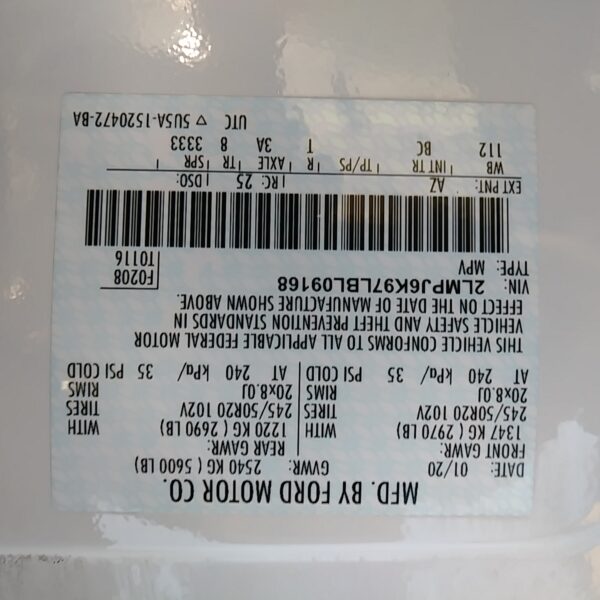 MFD. BY FORD MOTOR CO.
DATE: 01/20 GVWR: 2540 KG ( 5600 LB)
FRONT GAWR: REAR GAWR:
1347 KG ( 2970 LB) WITH 1220 KG ( 2690 LB) WITH
245/50R20 102V TIRES 245/50R20 102V TIRES
20x8.0J RIMS 20x8.0J RIMS
AT 240 kPa/ 35 PSI COLD AT 240 kPa/ 35 PSI COLD
THIS VEHICLE CONFORMS TO ALL APPLICABLE FEDERAL MOTOR
VEHICLE SAFETY AND THEFT PREVENTION STANDARDS IN
EFFECT ON THE DATE OF MANUFACTURE SHOWN ABOVE.
VIN: 2LMPJ6K97LBL09168 F0208
TYPE: MPV T0116
EXT PNT: AZ RC: 25 DSO:
WB INT TR TP/PS R AXLE TR SPR
112 BC T 3A 8 3333
UTC ▽ 5USA-1520472-BA